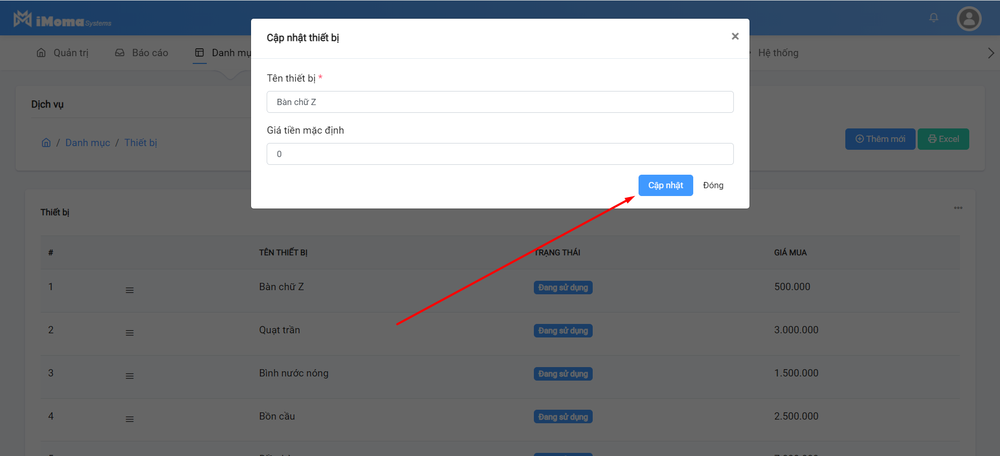 iMoma Systems
Cập nhật thiết bị
×
Quản trị
Báo cáo
Danh mụ
Hệ thống
Tên thiết bị *
Bàn chữ Z
Dịch vụ
Giá tiền mặc định
/ Danh mục / Thiết bị
Thêm mới
Excel
0
Cập nhật
Đóng
Thiết bị
# TÊN THIẾT BỊ TRẠNG THÁI GIÁ MUA
1 Bàn chữ Z Đang sử dụng 500.000
2 Quạt trần Đang sử dụng 3.000.000
3 Bình nước nóng Đang sử dụng 1.500.000
4 Bồn cầu Đang sử dụng 2.500.000